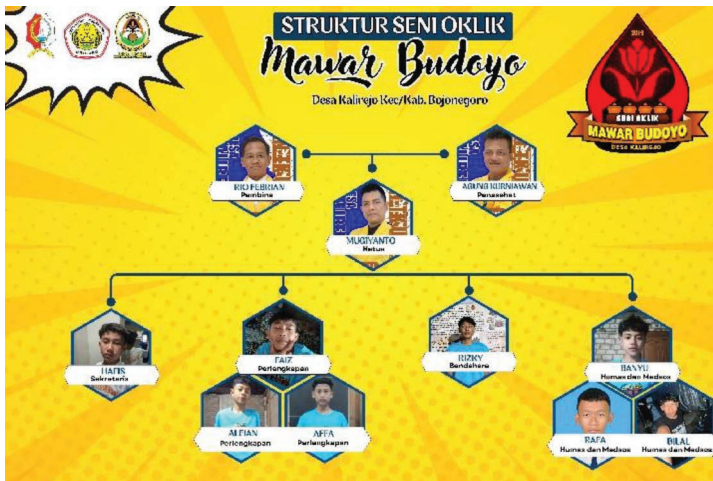 STRUKTUR SENI OKLIK
Mawar Budoyo
Desa Kalirejo Kec/Kab. Bojonegoro
2019
SENI OKLIK
MAWAR BUDOYO
DESA KALIREJO
RIO FEBRIAN
Pembina
AGUNG KURNIAWAN
Penasehat
MUGIYANTO
Ketua
HAFIS
Sekretaris
FAIZ
Perlengkapan
RIZKY
Bendahara
BANYU
Humas dan Medsos
ALFIAN
Perlengkapan
AFFA
Perlengkapan
RAFA
Humas dan Medsos
BILAL
Humas dan Medsos